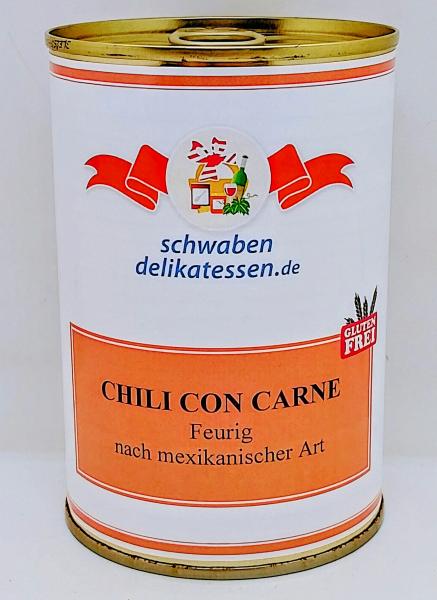 schwaben
delikatessen.de
GLUTEN
FREI
CHILI CON CARNE
Feurig
nach mexikanischer Art